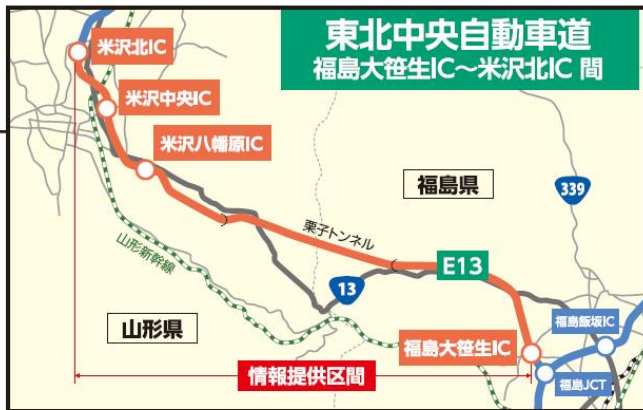 東北中央自動車道
福島大笹生IC～米沢北IC 間
米沢北IC
米沢中央IC
米沢八幡原IC
福島県
339
栗子トンネル
山形新幹線
E13
13
福島飯坂IC
山形県
福島大笹生IC
情報提供区間
福島JCT